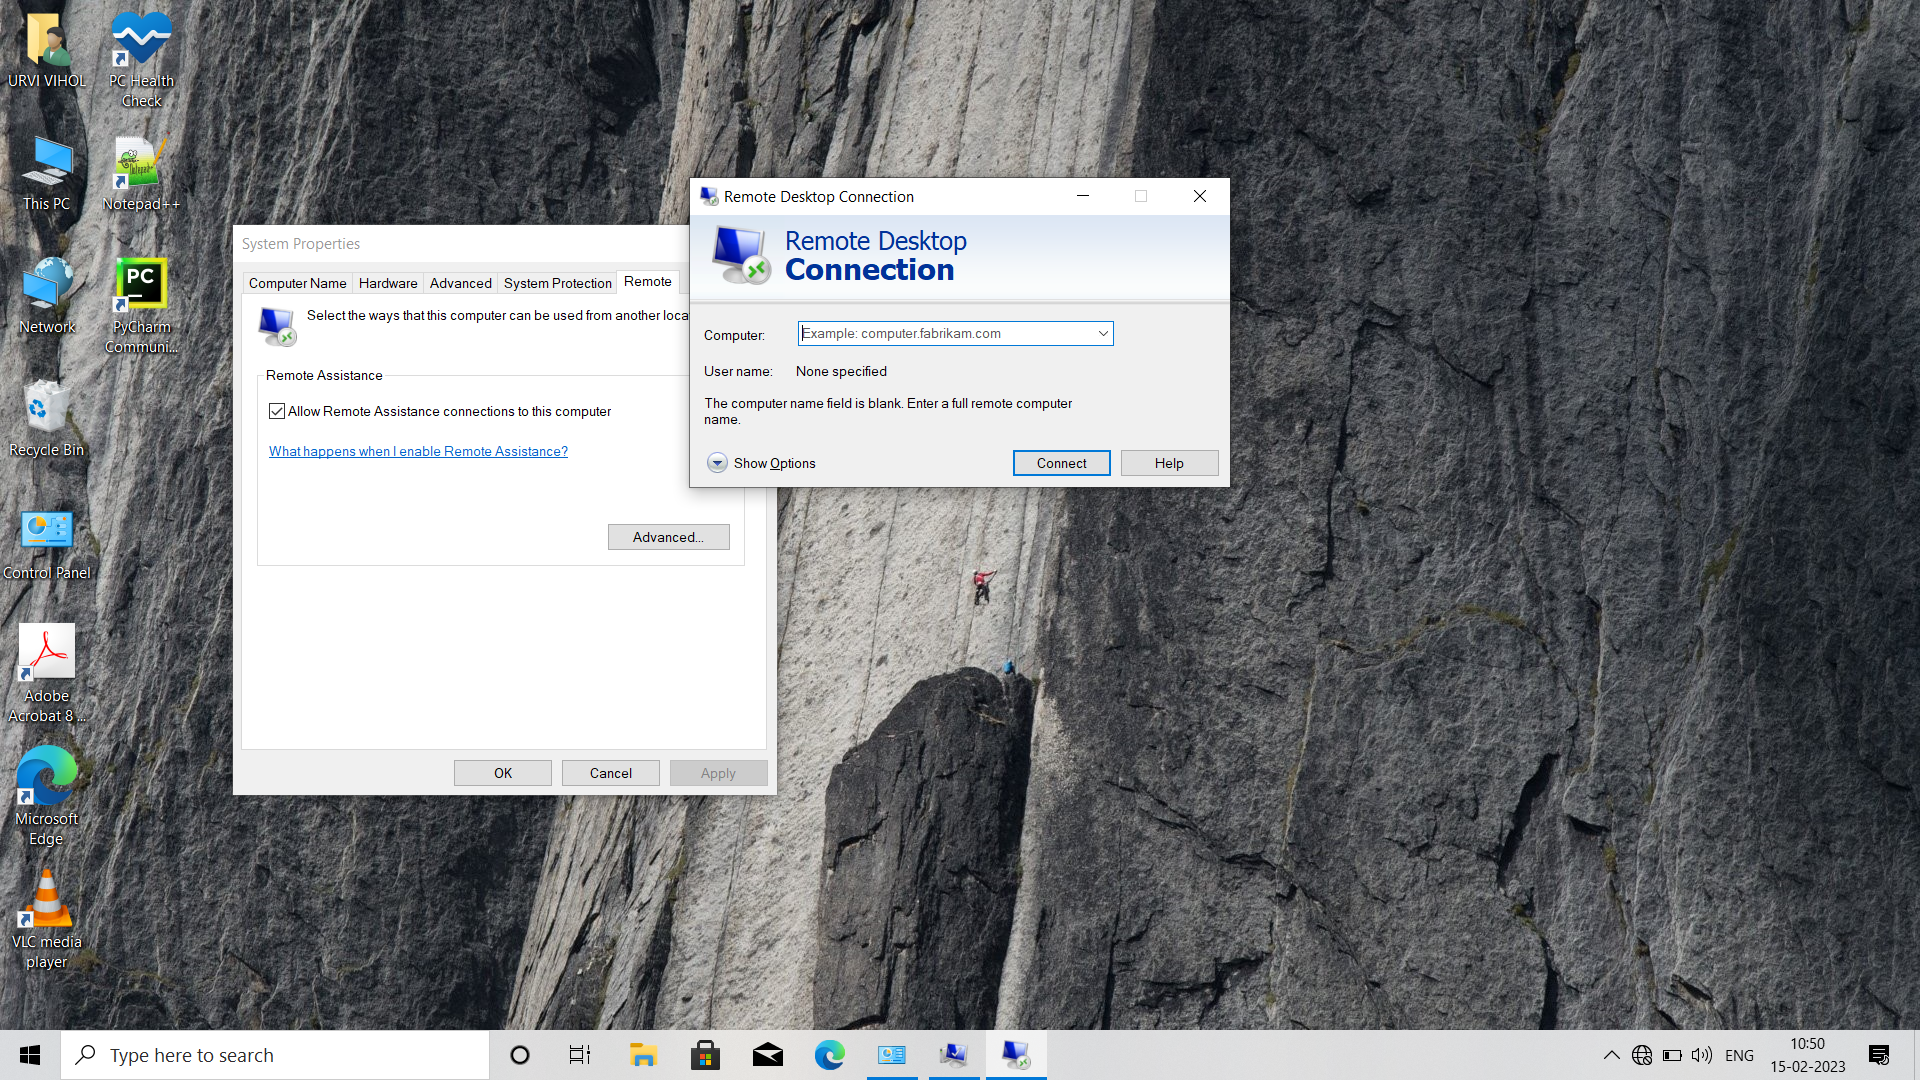 URVI VIHOL
PC Health
Check
This PC
Notepad++
Network
PyCharm
Communi...
Recycle Bin
Control Panel
Adobe
Acrobat 8 ...
Microsoft
Edge
VLC media
player
System Properties
Computer Name
Hardware
Advanced
System Protection
Remote
Select the ways that this computer can be used from another loca
Remote Assistance
Allow Remote Assistance connections to this computer
What happens when I enable Remote Assistance?
Advanced...
OK
Cancel
Apply
Remote Desktop Connection
Remote Desktop
Connection
Computer:
Example: computer.fabrikam.com
User name:
None specified
The computer name field is blank. Enter a full remote computer
name.
Show Options
Connect
Help
Type here to search
ENG
10:50
15-02-2023